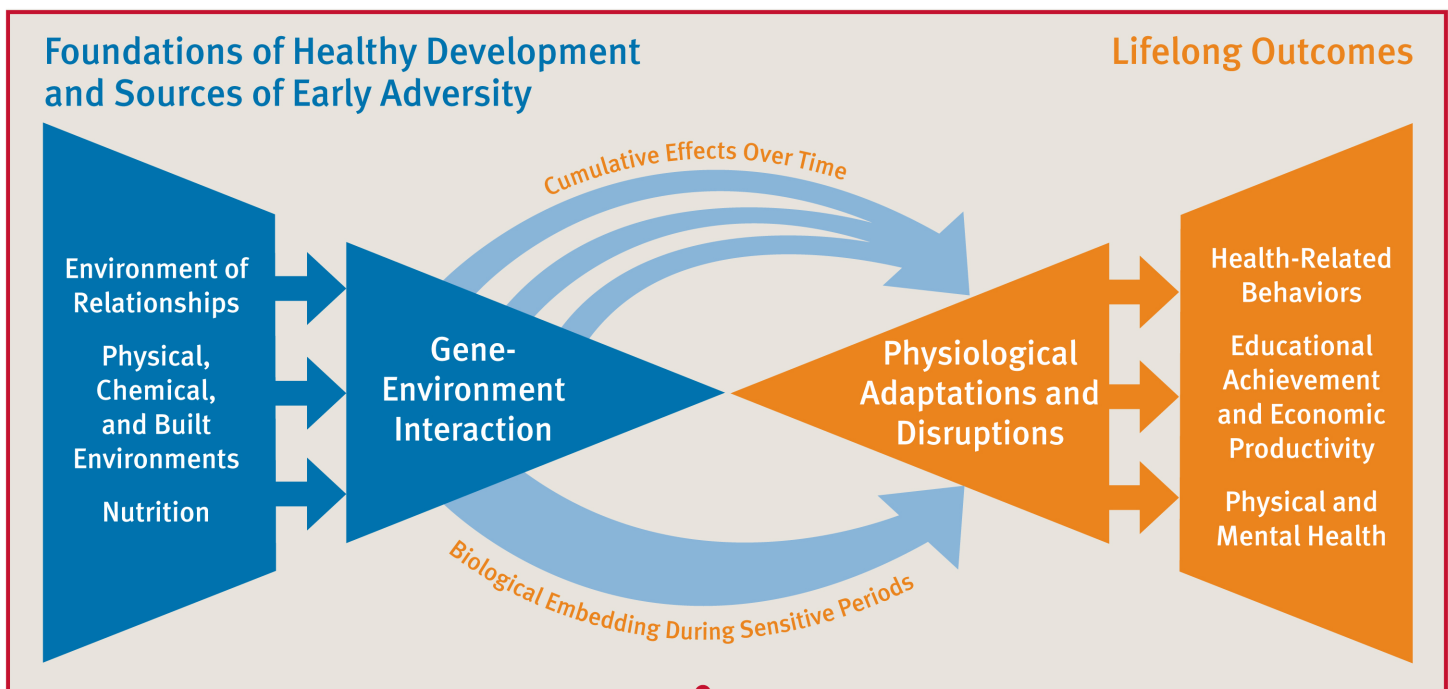 Foundations of Healthy Development
and Sources of Early Adversity
Lifelong Outcomes
Cumulative Effects Over Time
Environment of
Relationships
Physical,
Chemical,
and Built
Environments
Nutrition
Gene-
Environment
Interaction
Physiological
Adaptations and
Disruptions
Health-Related
Behaviors
Educational
Achievement
and Economic
Productivity
Physical and
Mental Health
Biological Embedding During Sensitive Periods